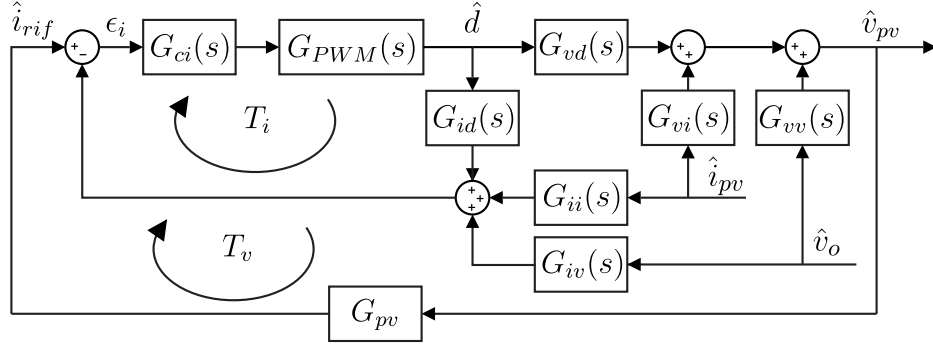 î_rif + − ϵ_i G_ci(s) G_PWM(s) d̂ G_vd(s) + + + + v̂_pv
T_i G_id(s) G_vi(s) G_vv(s)
+ + + G_ii(s) î_pv
T_v G_iv(s) v̂_o
G_pv